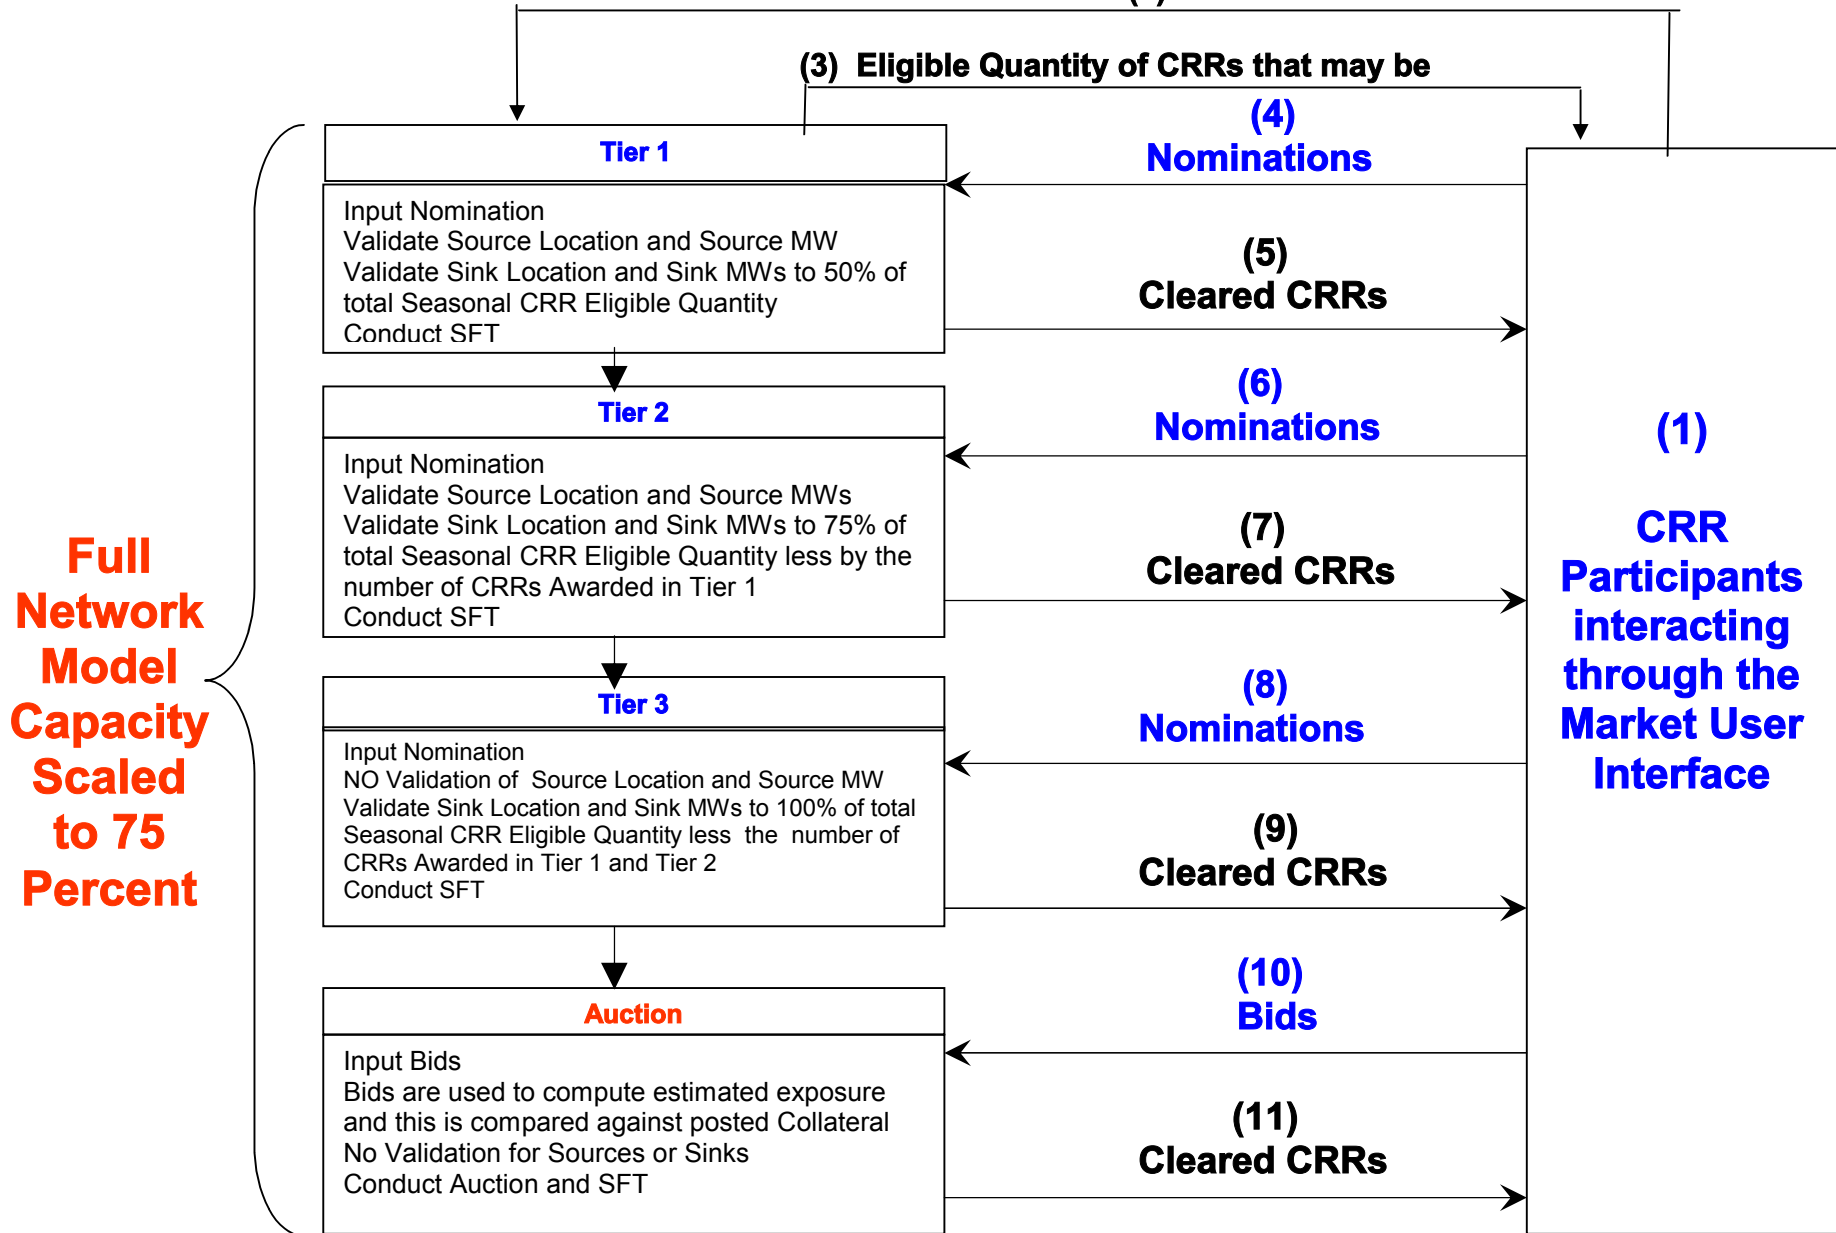 (3) Eligible Quantity of CRRs that may be
(4)
Nominations
Tier 1
Input Nomination
Validate Source Location and Source MW
Validate Sink Location and Sink MWs to 50% of
total Seasonal CRR Eligible Quantity
Conduct SFT
(5)
Cleared CRRs
Tier 2
Input Nomination
Validate Source Location and Source MWs
Validate Sink Location and Sink MWs to 75% of
total Seasonal CRR Eligible Quantity less by the
number of CRRs Awarded in Tier 1
Conduct SFT
(6)
Nominations
(7)
Cleared CRRs
Tier 3
Input Nomination
NO Validation of Source Location and Source MW
Validate Sink Location and Sink MWs to 100% of total
Seasonal CRR Eligible Quantity less the number of
CRRs Awarded in Tier 1 and Tier 2
Conduct SFT
(8)
Nominations
(9)
Cleared CRRs
Auction
Input Bids
Bids are used to compute estimated exposure
and this is compared against posted Collateral
No Validation for Sources or Sinks
Conduct Auction and SFT
(10)
Bids
(11)
Cleared CRRs
Full
Network
Model
Capacity
Scaled
to 75
Percent
(1)
CRR
Participants
interacting
through the
Market User
Interface